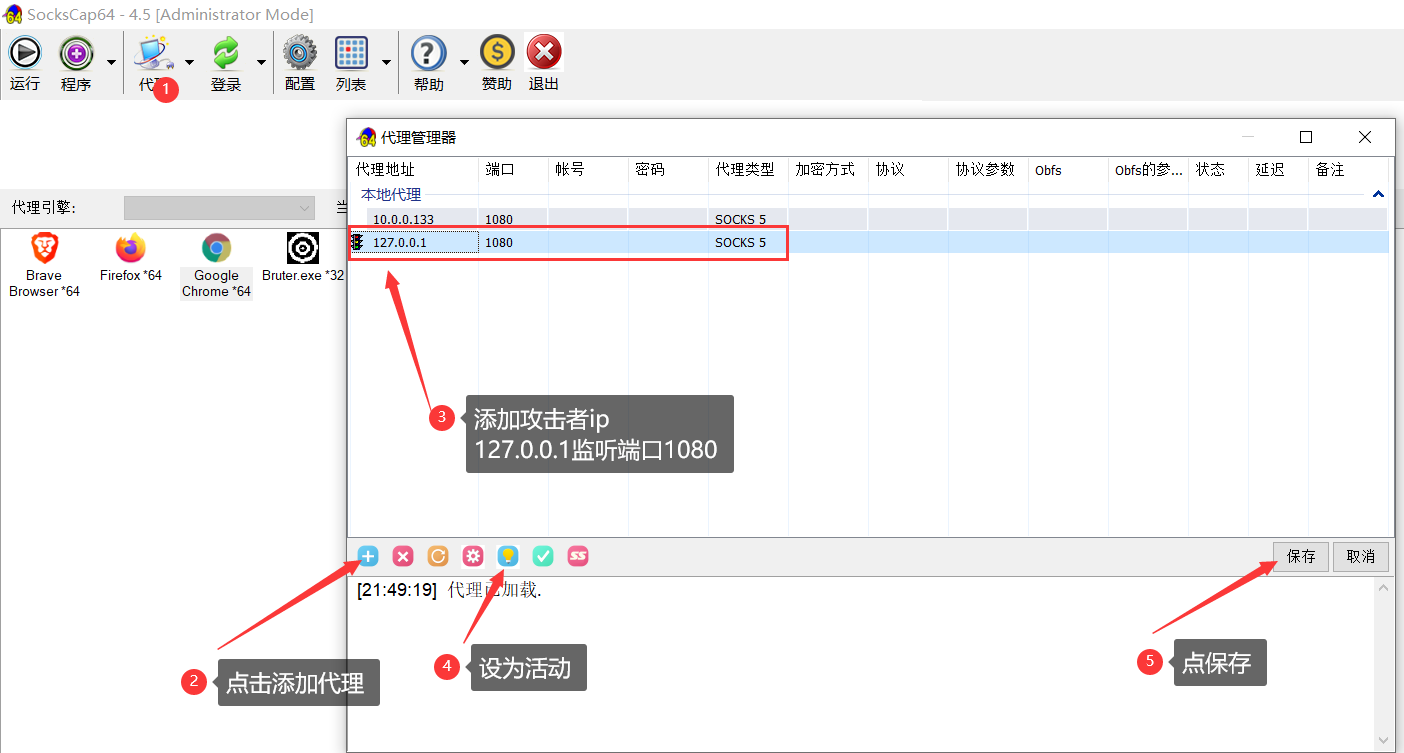 SocksCap64 - 4.5 [Administrator Mode]
运行 程序 代理 登录 配置 列表 帮助 赞助 退出
1
代理管理器
代理地址 端口 帐号 密码 代理类型 加密方式 协议 协议参数 Obfs Obfs的参... 状态 延迟 备注
本地代理
代理引擎: 当
10.0.0.133 1080 SOCKS 5
127.0.0.1 1080 SOCKS 5
Brave
Browser *64
Firefox *64
Google
Chrome *64
Bruter.exe *32
3
添加攻击者ip
127.0.0.1监听端口1080
SS
保存 取消
[21:49:19] 代理已加载.
2
点击添加代理
4
设为活动
5
点保存